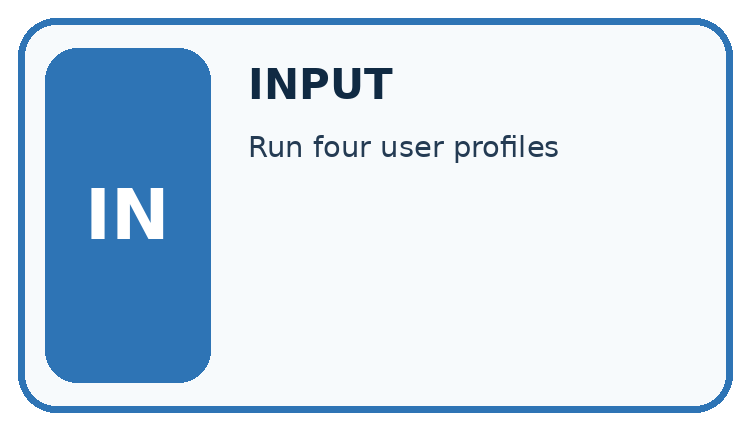 INPUT
Run four user profiles
IN